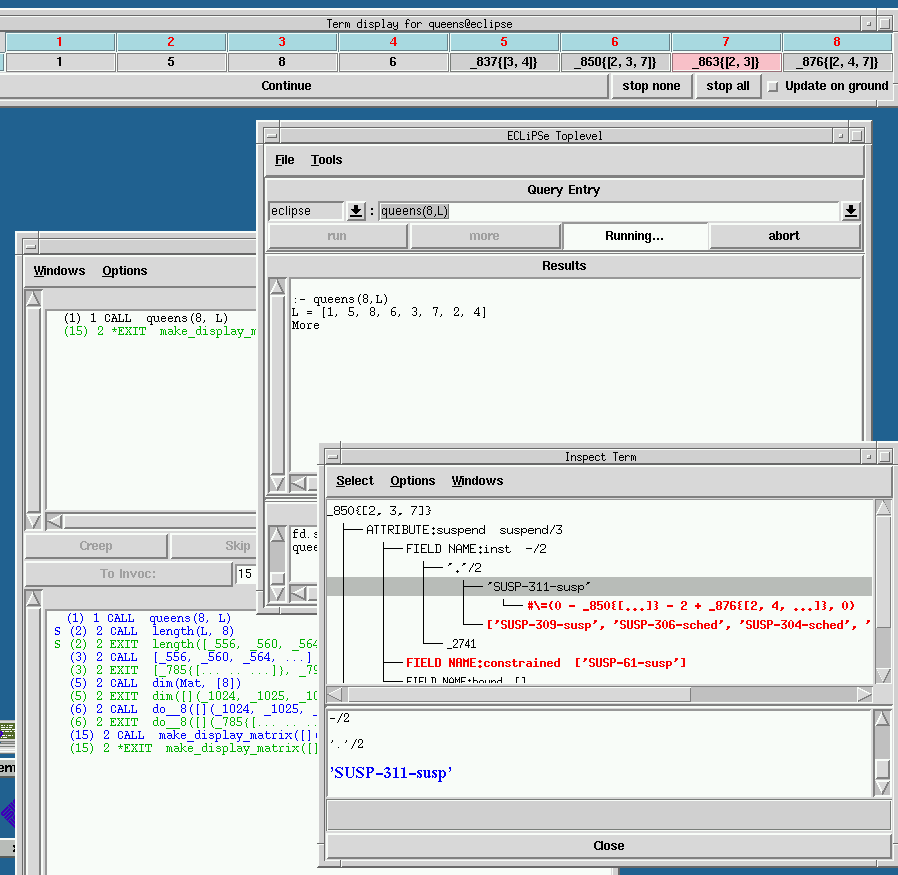 Term display for queens@eclipse
1 2 3 4 5 6 7 8
1 5 8 6 _837{[3, 4]} _850{[2, 3, 7]} _863{[2, 3]} _876{[2, 4, 7]}
Continue stop none stop all Update on ground
ECLiPSe Toplevel
File Tools
Query Entry
eclipse : queens(8,L)
run more Running... abort
Results
:- queens(8,L)
L = [1, 5, 8, 6, 3, 7, 2, 4]
More
fd.s
quee
Windows Options
(1) 1 CALL queens(8, L)
(15) 2 *EXIT make_display_m
Creep Skip
To Invoc: 15
(1) 1 CALL queens(8, L)
S (2) 2 CALL length(L, 8)
S (2) 2 EXIT length([_556, _560, _564
(3) 2 CALL [_556, _560, _564, ...]
(3) 2 EXIT [_785{[... ... ...]}, _79
(5) 2 CALL dim(Mat, [8])
(5) 2 EXIT dim([](_1024, _1025, _10
(6) 2 CALL do__8([](_1024, _1025,
(6) 2 EXIT do__8([](_785{[... ... ..
(15) 2 CALL make_display_matrix([](
(15) 2 *EXIT make_display_matrix([]
Inspect Term
Select Options Windows
_850{[2, 3, 7]}
ATTRIBUTE:suspend suspend/3
FIELD NAME:inst -/2
'.'/2
'SUSP-311-susp'
#\=(0 - _850{[...]} - 2 + _876{[2, 4, ...]}, 0)
['SUSP-309-susp', 'SUSP-306-sched', 'SUSP-304-sched', '
_2741
FIELD NAME:constrained ['SUSP-61-susp']
FIELD NAME:bound []
-/2
'.'/2
'SUSP-311-susp'
Close